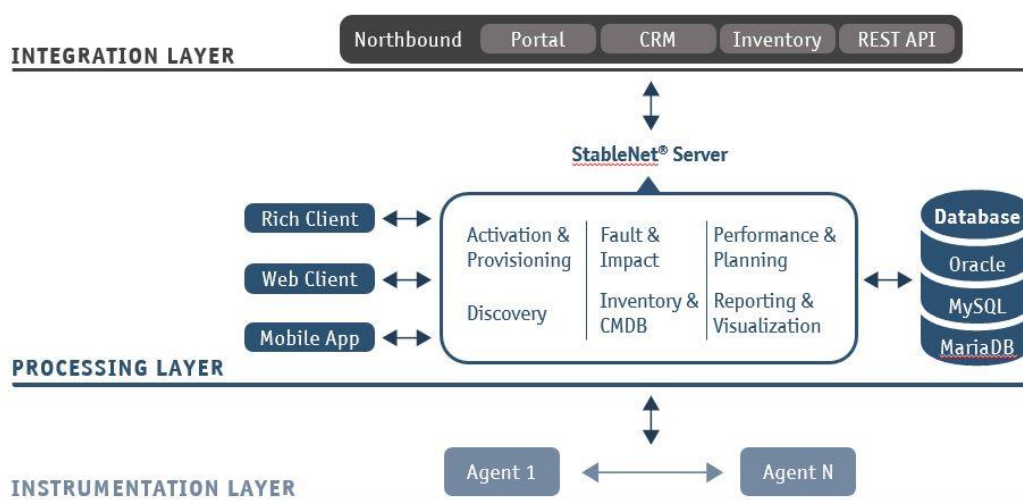 Northbound Portal CRM Inventory REST API
INTEGRATION LAYER
StableNet® Server
Rich Client
Web Client
Mobile App
Activation &
Provisioning
Discovery
Fault &
Impact
Inventory &
CMDB
Performance &
Planning
Reporting &
Visualization
Database
Oracle
MySQL
MariaDB
PROCESSING LAYER
Agent 1
Agent N
INSTRUMENTATION LAYER